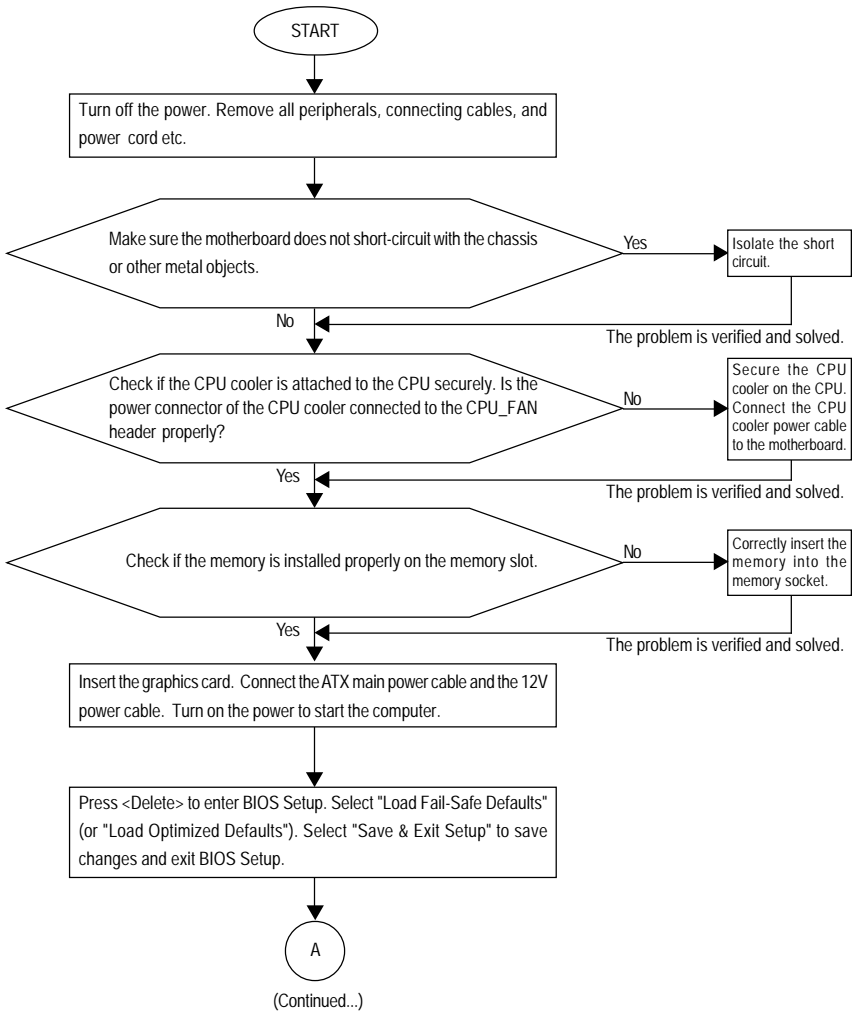 START
Turn off the power. Remove all peripherals, connecting cables, and
power cord etc.
Make sure the motherboard does not short-circuit with the chassis
or other metal objects.
Yes
Isolate the short
circuit.
No
The problem is verified and solved.
Check if the CPU cooler is attached to the CPU securely. Is the
power connector of the CPU cooler connected to the CPU_FAN
header properly?
No
Secure the CPU
cooler on the CPU.
Connect the CPU
cooler power cable
to the motherboard.
Yes
The problem is verified and solved.
Check if the memory is installed properly on the memory slot.
No
Correctly insert the
memory into the
memory socket.
Yes
The problem is verified and solved.
Insert the graphics card. Connect the ATX main power cable and the 12V
power cable. Turn on the power to start the computer.
Press <Delete> to enter BIOS Setup. Select "Load Fail-Safe Defaults"
(or "Load Optimized Defaults"). Select "Save & Exit Setup" to save
changes and exit BIOS Setup.
A
(Continued...)